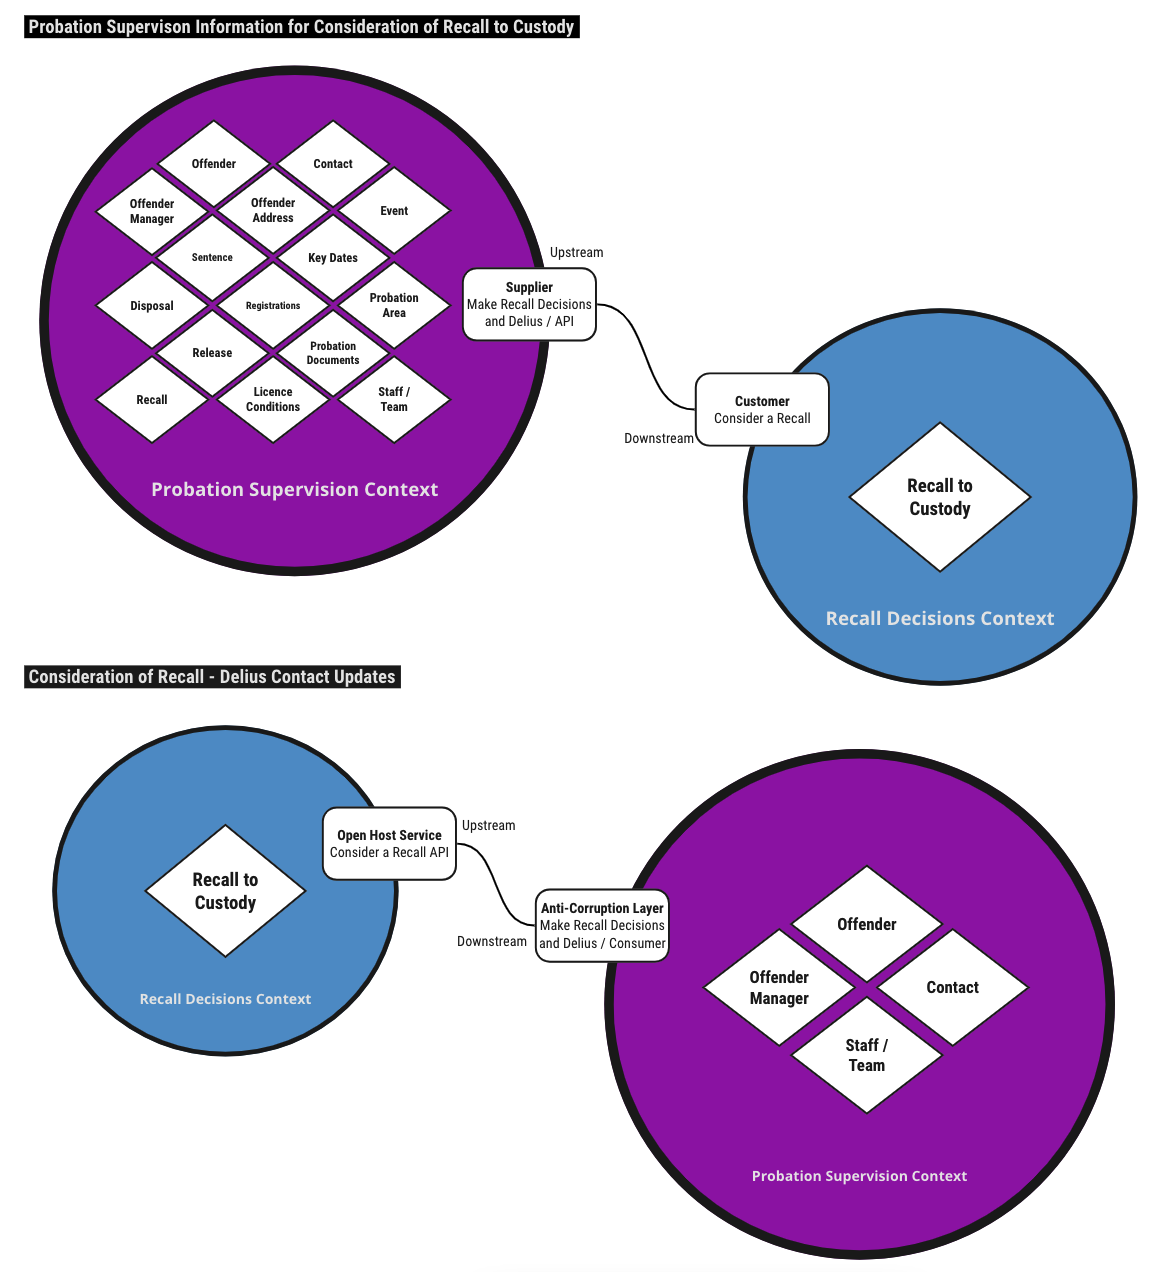 Probation Supervison Information for Consideration of Recall to Custody
Offender
Contact
Offender
Manager
Offender
Address
Event
Sentence
Key Dates
Disposal
Registrations
Probation
Area
Release
Probation
Documents
Recall
Licence
Conditions
Staff /
Team
Probation Supervision Context
Upstream
Supplier
Make Recall Decisions
and Delius / API
Customer
Consider a Recall
Downstream
Recall to
Custody
Recall Decisions Context
Consideration of Recall - Delius Contact Updates
Recall to
Custody
Recall Decisions Context
Open Host Service
Consider a Recall API
Upstream
Downstream
Anti-Corruption Layer
Make Recall Decisions
and Delius / Consumer
Offender
Offender
Manager
Contact
Staff /
Team
Probation Supervision Context